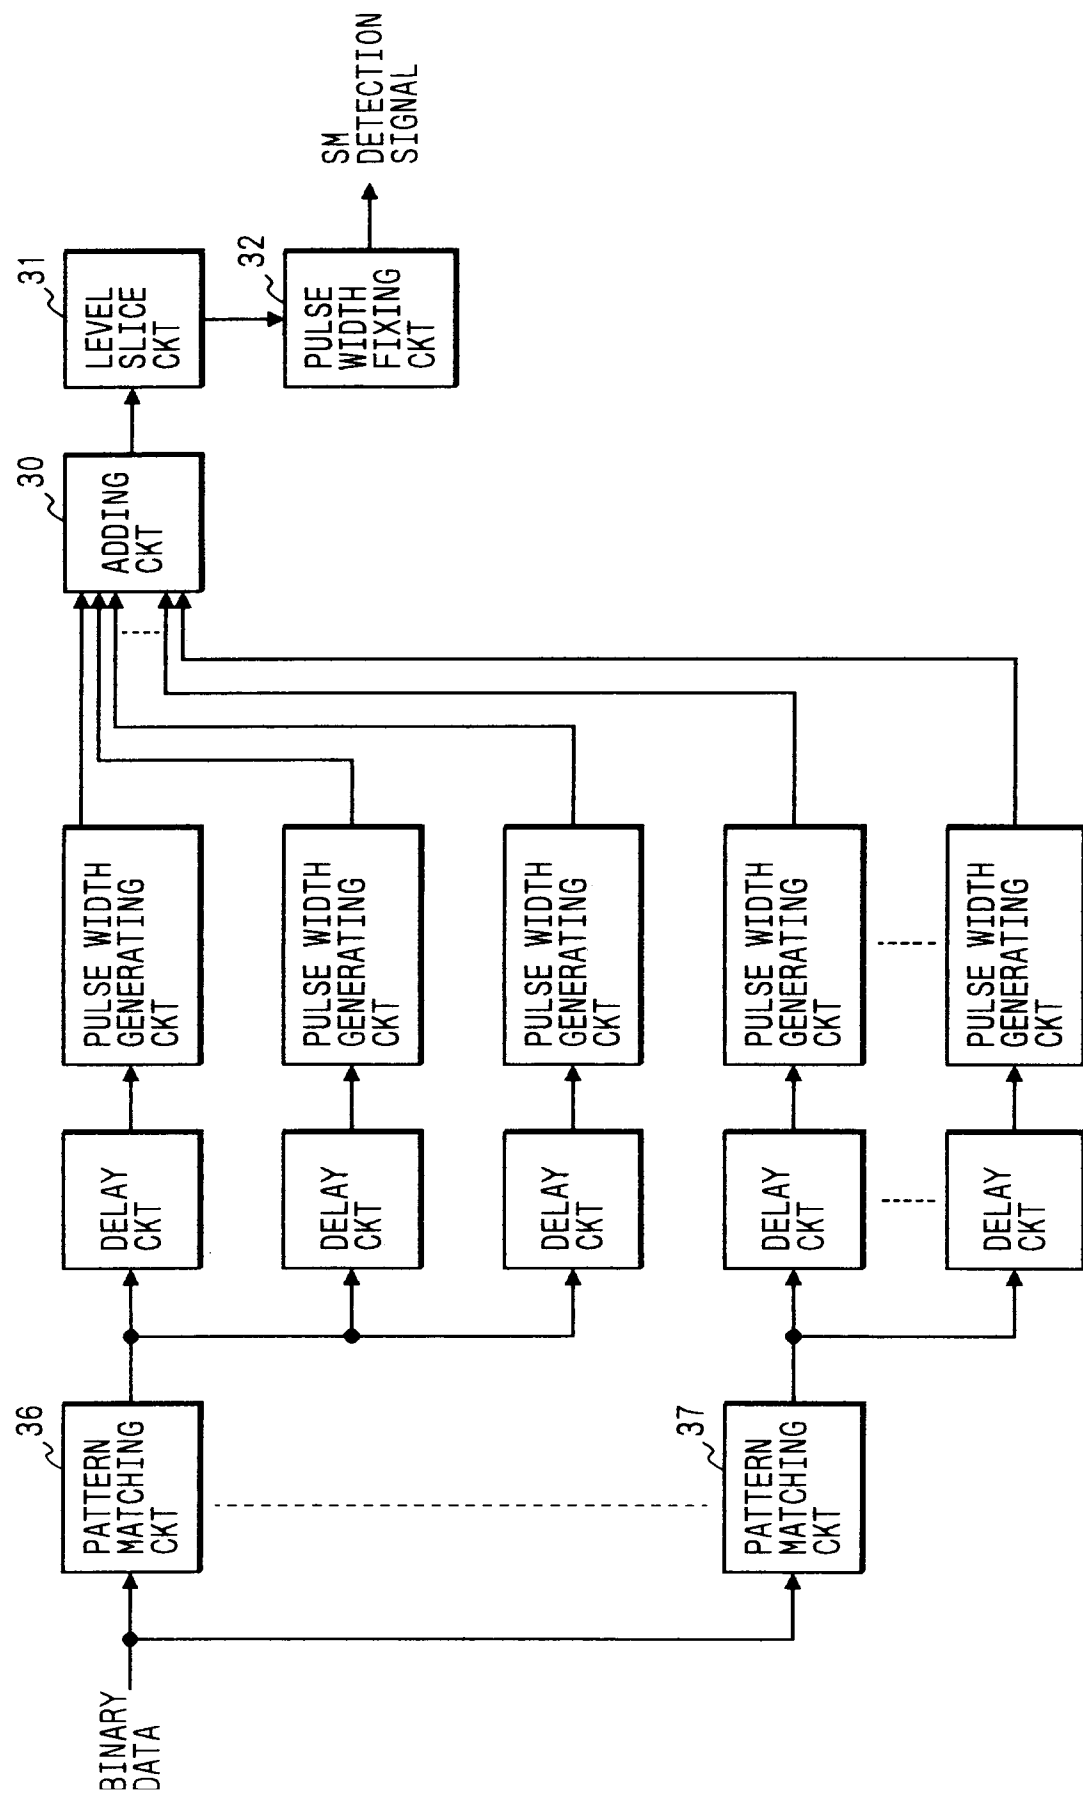 BINARY
DATA
36
PATTERN
MATCHING
CKT
DELAY
CKT
PULSE WIDTH
GENERATING
CKT
30
ADDING
CKT
31
LEVEL
SLICE
CKT
DELAY
CKT
PULSE WIDTH
GENERATING
CKT
32
PULSE
WIDTH
FIXING
CKT
SM
DETECTION
SIGNAL
DELAY
CKT
PULSE WIDTH
GENERATING
CKT
37
PATTERN
MATCHING
CKT
DELAY
CKT
PULSE WIDTH
GENERATING
CKT
DELAY
CKT
PULSE WIDTH
GENERATING
CKT